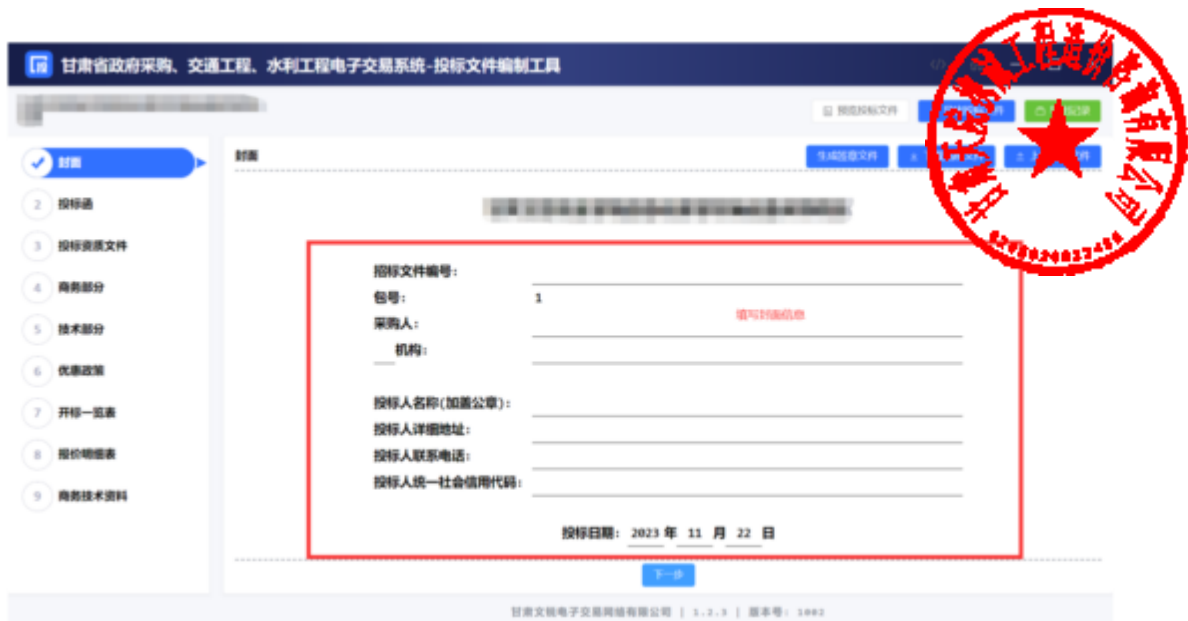 甘肃省政府采购、交通工程、水利工程电子交易系统-投标文件编制工具
预览投标文件
封面
封面
生成签章文件
2 投标函
3 投标资质文件
4 商务部分
5 技术部分
6 优惠政策
7 开标一览表
8 报价明细表
9 商务技术资料
招标文件编号：
包号： 1
填写封面信息
采购人：
机构：
投标人名称(加盖公章)：
投标人详细地址：
投标人联系电话：
投标人统一社会信用代码：
投标日期： 2023 年 11 月 22 日
下一步
甘肃文锐电子交易网络有限公司 | 1.2.3 | 版本号: 1002